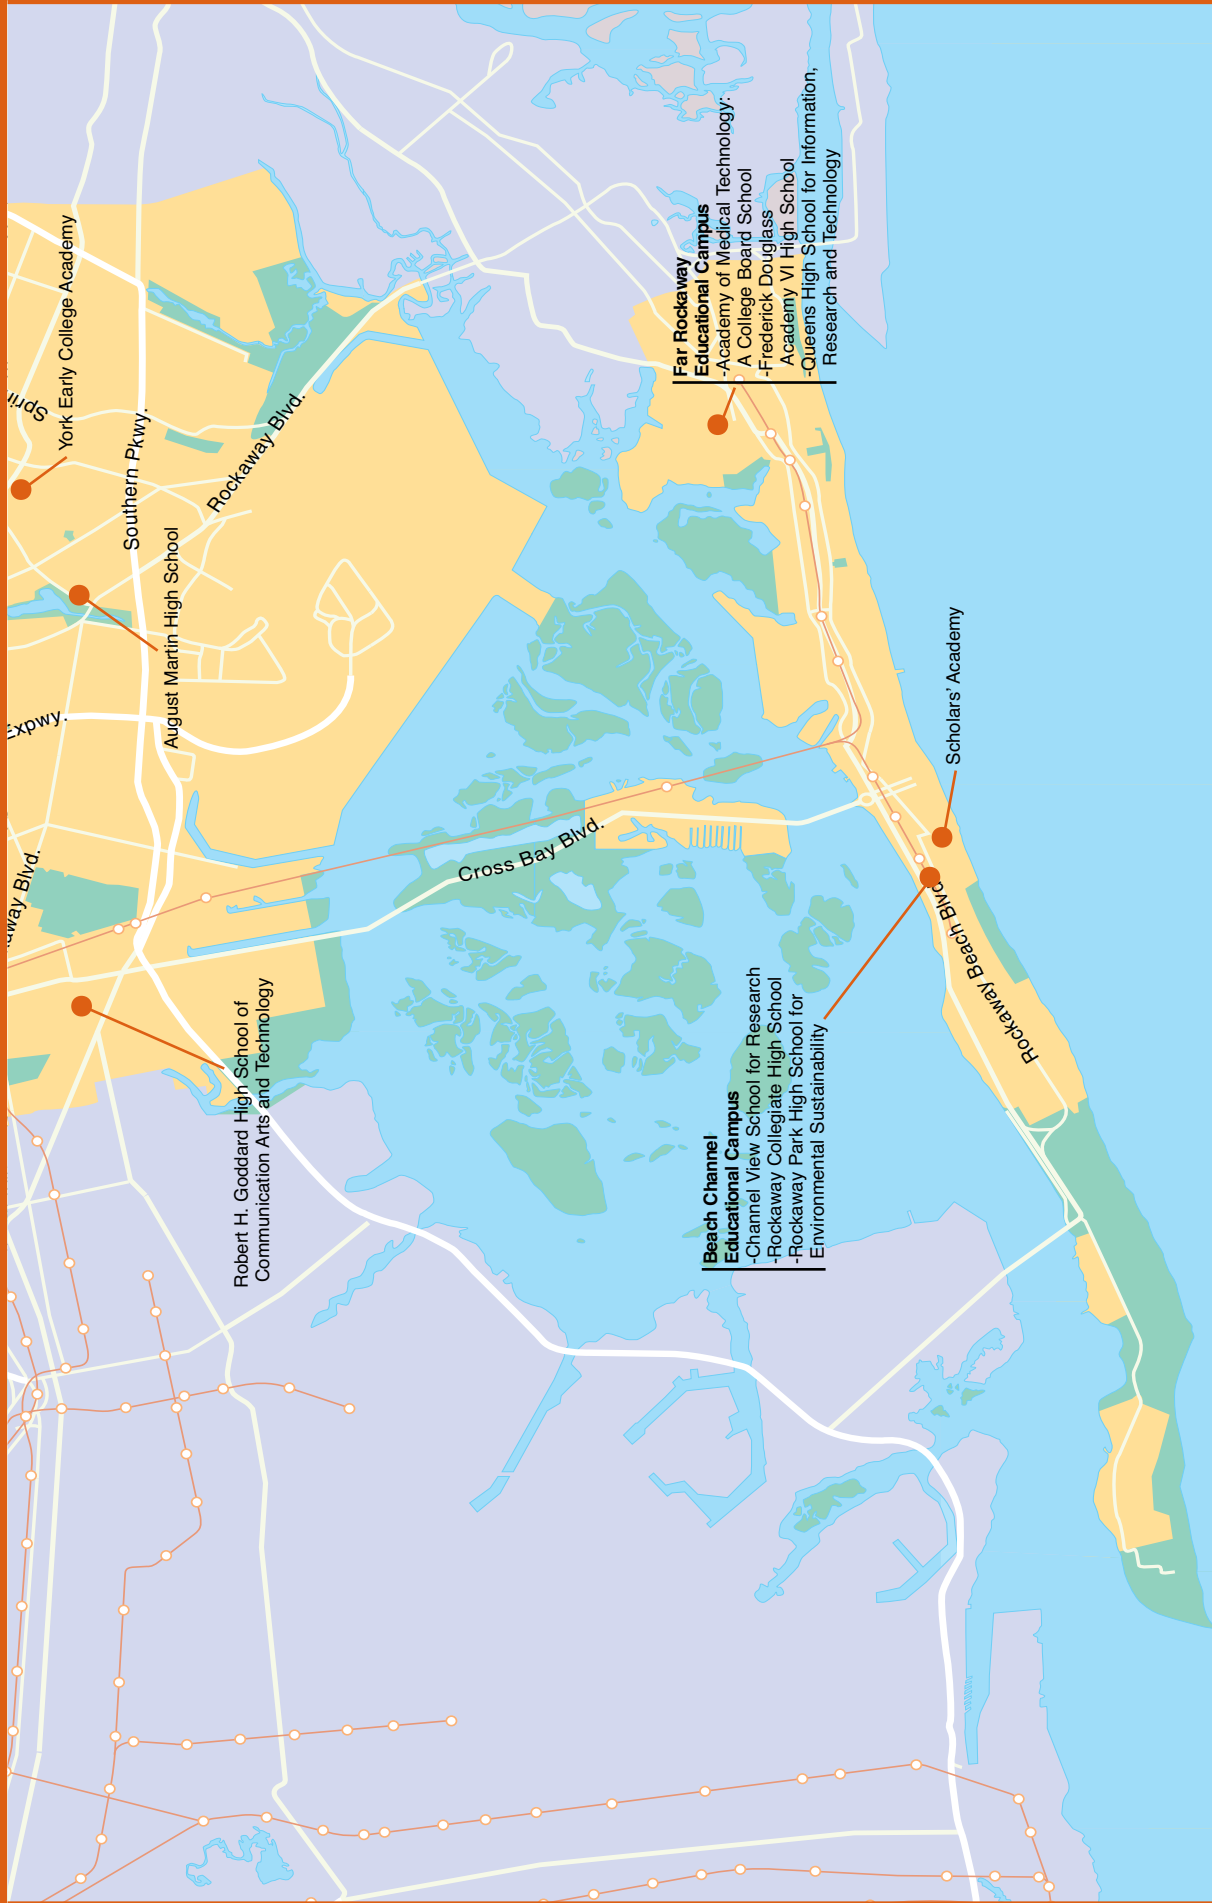 York Early College Academy
Sprin
Southern Pkwy.
Rockaway Blvd.
August Martin High School
Expwy.
away Blvd.
Robert H. Goddard High School of
Communication Arts and Technology
Cross Bay Blvd.
Far Rockaway
Educational Campus
-Academy of Medical Technology:
A College Board School
-Frederick Douglass
Academy VI High School
-Queens High School for Information,
Research and Technology
Scholars’ Academy
Rockaway Beach Blvd.
Beach Channel
Educational Campus
-Channel View School for Research
-Rockaway Collegiate High School
-Rockaway Park High School for
Environmental Sustainability